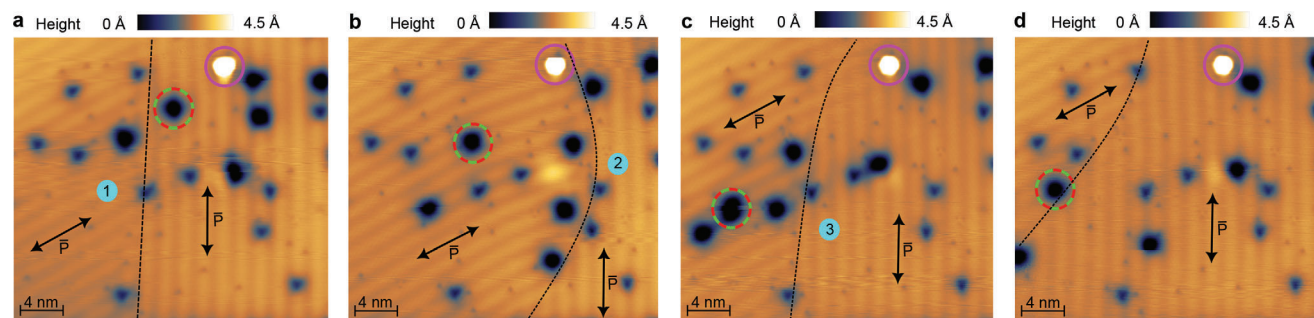 a Height 0 Å 4.5 Å
b Height 0 Å 4.5 Å
c Height 0 Å 4.5 Å
d Height 0 Å 4.5 Å
1
P̅
P̅
4 nm
2
P̅
P̅
4 nm
P̅
3
P̅
4 nm
P̅
P̅
4 nm